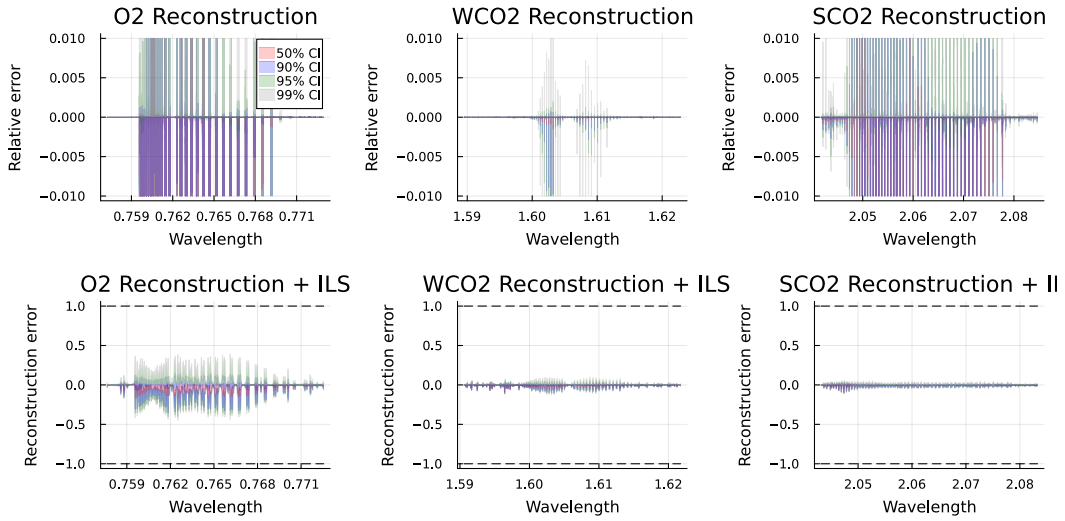 O2 Reconstruction
WCO2 Reconstruction
SCO2 Reconstruction
Relative error
0.010
0.005
0.000
−0.005
−0.010
50% CI
90% CI
95% CI
99% CI
0.759
0.762
0.765
0.768
0.771
Wavelength
Relative error
0.010
0.005
0.000
−0.005
−0.010
1.59
1.60
1.61
1.62
Wavelength
Relative error
0.010
0.005
0.000
−0.005
−0.010
2.05
2.06
2.07
2.08
Wavelength
O2 Reconstruction + ILS
WCO2 Reconstruction + ILS
SCO2 Reconstruction + Il
Reconstruction error
1.0
0.5
0.0
−0.5
−1.0
0.759
0.762
0.765
0.768
0.771
Wavelength
Reconstruction error
1.0
0.5
0.0
−0.5
−1.0
1.59
1.60
1.61
1.62
Wavelength
Reconstruction error
1.0
0.5
0.0
−0.5
−1.0
2.05
2.06
2.07
2.08
Wavelength